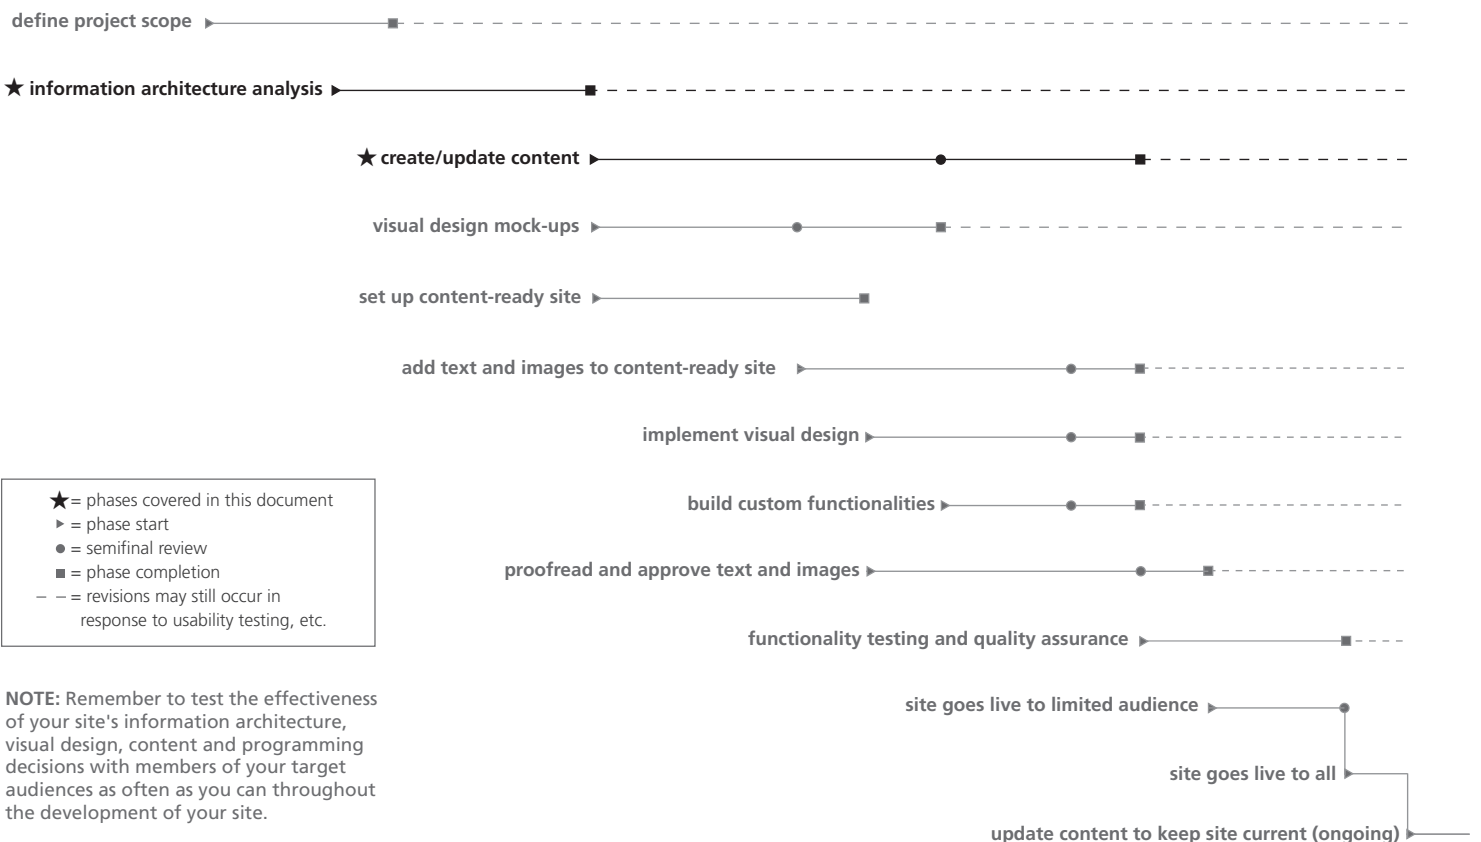 define project scope
★ information architecture analysis
★ create/update content
visual design mock-ups
set up content-ready site
add text and images to content-ready site
implement visual design
build custom functionalities
proofread and approve text and images
functionality testing and quality assurance
site goes live to limited audience
site goes live to all
update content to keep site current (ongoing)
★ = phases covered in this document
▶ = phase start
● = semifinal review
■ = phase completion
– – = revisions may still occur in
response to usability testing, etc.
NOTE: Remember to test the effectiveness
of your site's information architecture,
visual design, content and programming
decisions with members of your target
audiences as often as you can throughout
the development of your site.